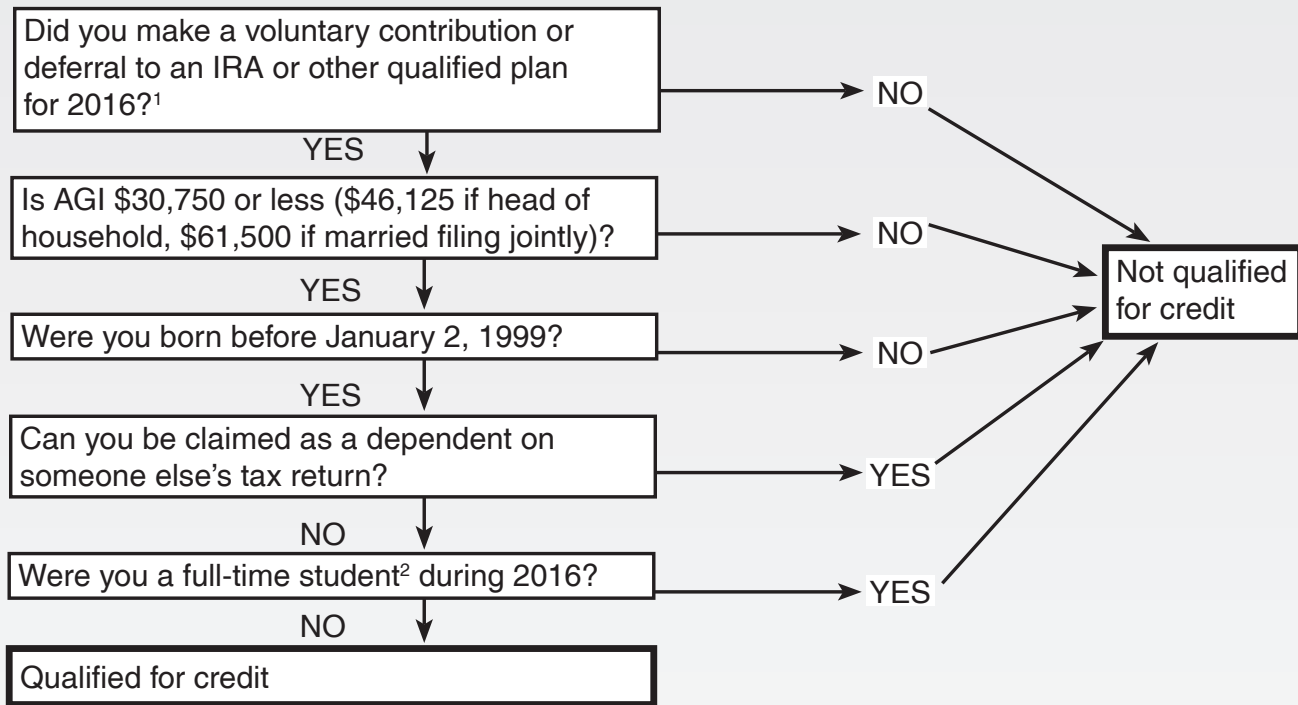 Did you make a voluntary contribution or
deferral to an IRA or other qualified plan
for 2016?¹
NO
YES
Is AGI $30,750 or less ($46,125 if head of
household, $61,500 if married filing jointly)?
NO
Not qualified
for credit
YES
Were you born before January 2, 1999?
NO
YES
Can you be claimed as a dependent on
someone else’s tax return?
YES
NO
Were you a full-time student² during 2016?
YES
NO
Qualified for credit